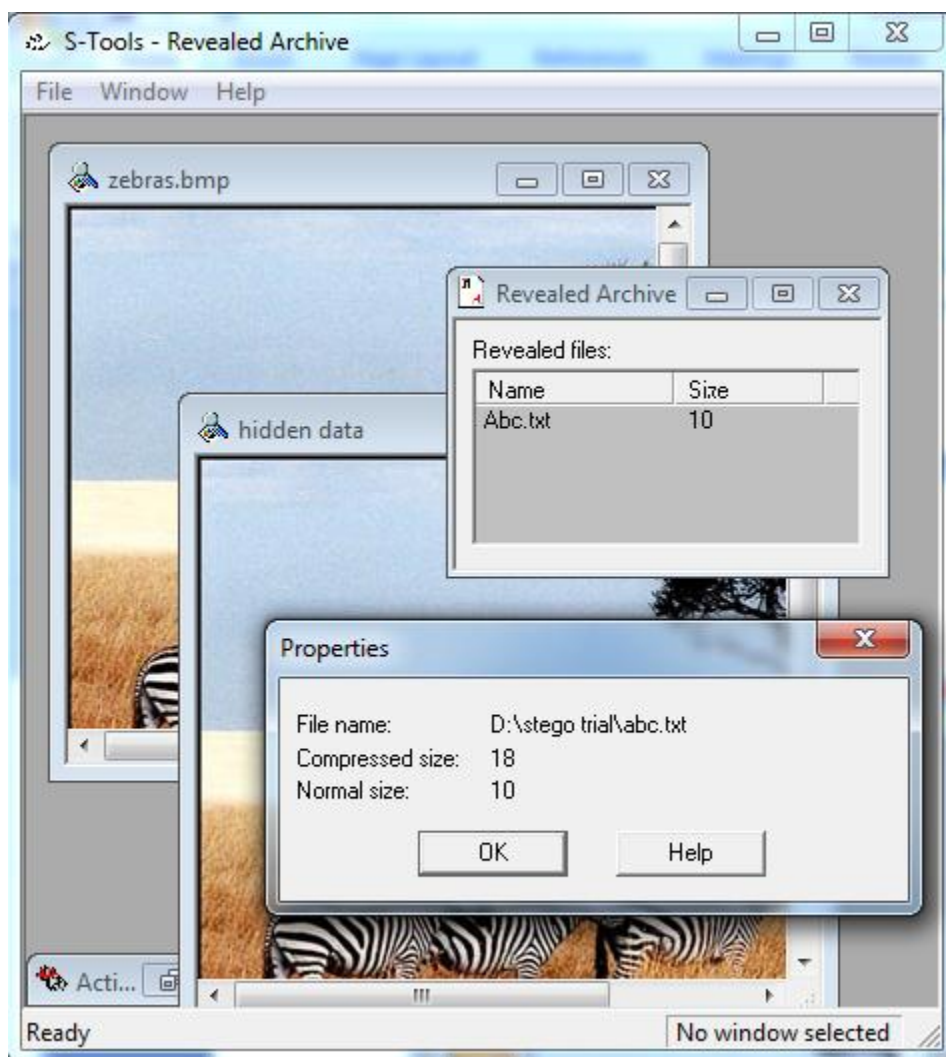 S-Tools - Revealed Archive
File Window Help
zebras.bmp
Revealed Archive
Revealed files:
Name Size
Abc.txt 10
hidden data
Properties
File name: D:\stego trial\abc.txt
Compressed size: 18
Normal size: 10
OK Help
Acti...
Ready No window selected